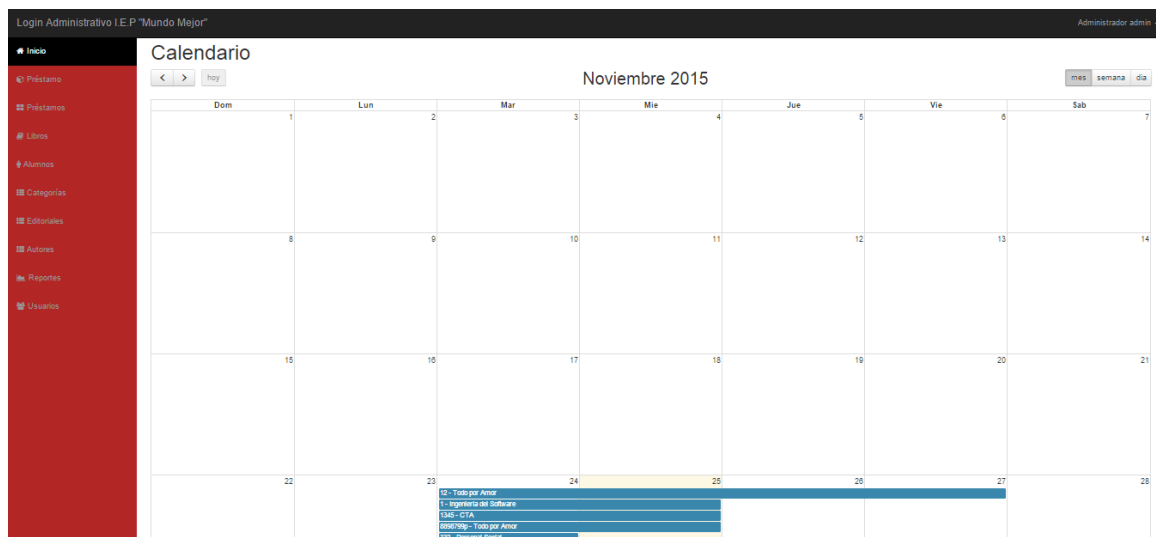 Login Administrativo I.E.P "Mundo Mejor"
Administrador admin
Inicio
Préstamo
Préstamos
Libros
Alumnos
Categorías
Editoriales
Autores
Reportes
Usuarios
Calendario
hoy
Noviembre 2015
mes semana dia
Dom Lun Mar Mie Jue Vie Sab
1 2 3 4 5 6 7
8 9 10 11 12 13 14
15 16 17 18 19 20 21
22 23 24 25 26 27 28
12 - Todo por Amor
1 - Ingenieria del Software
1345 - CTA
8898799p - Todo por Amor